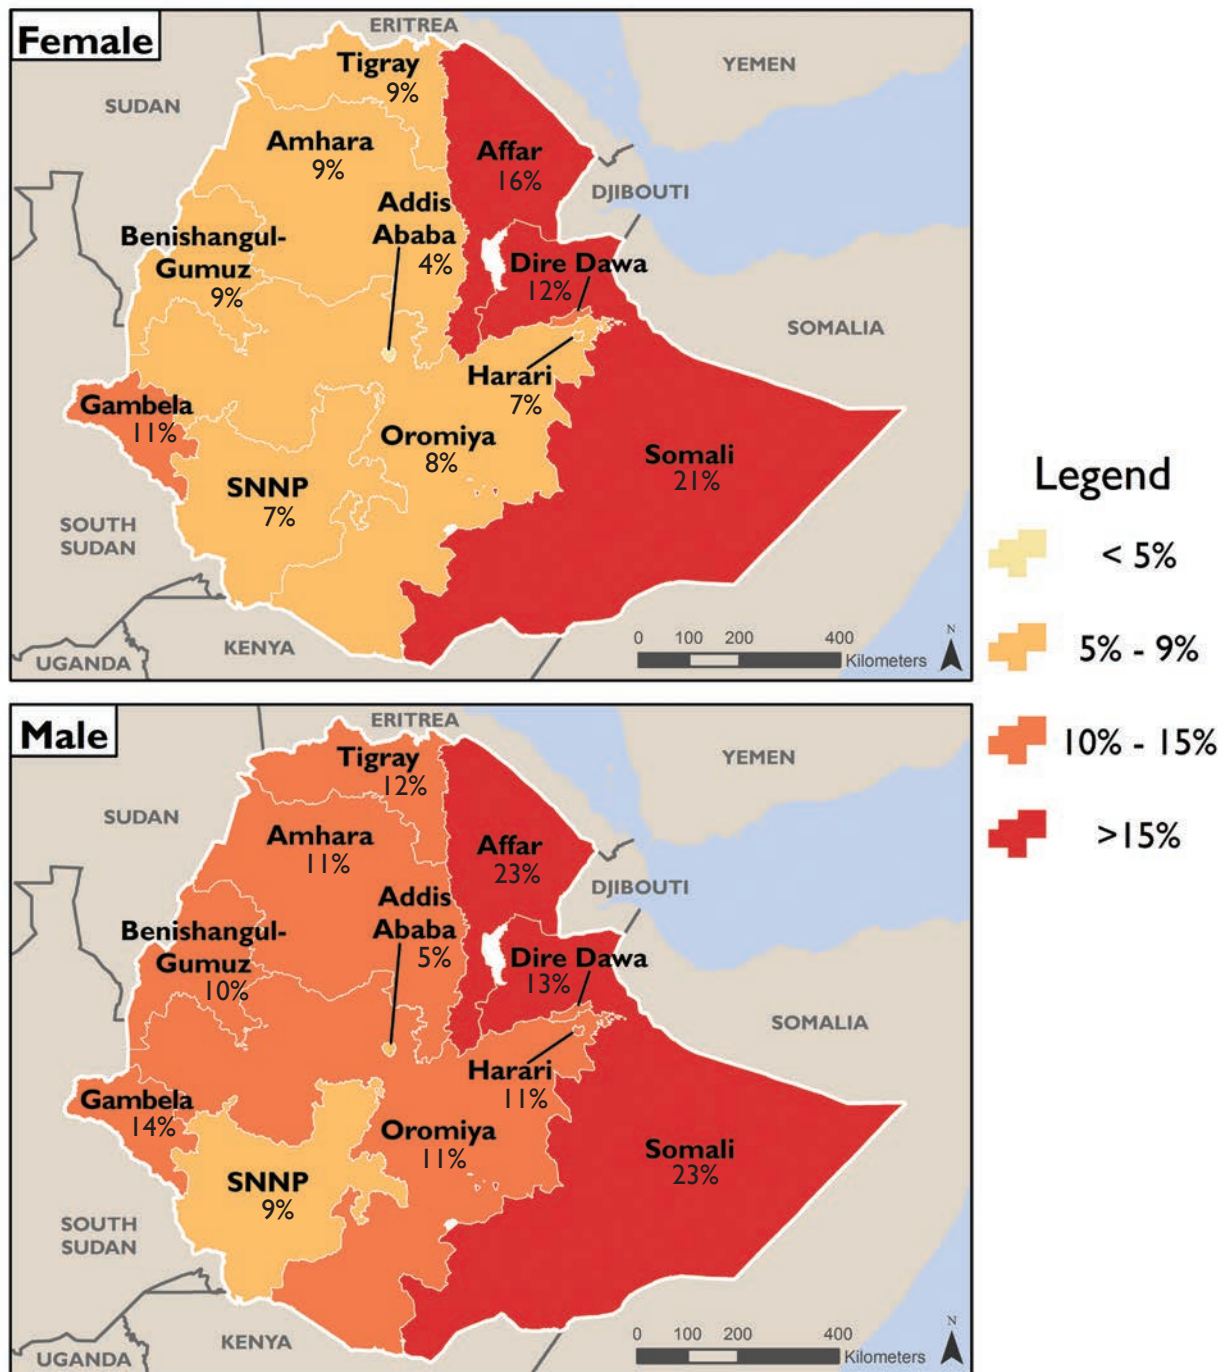 Female
ERITREA
YEMEN
SUDAN
Tigray
9%
Amhara
9%
Affar
16%
DJIBOUTI
Addis
Ababa
4%
Benishangul-
Gumuz
9%
Dire Dawa
12%
SOMALIA
Harari
7%
Gambela
11%
Oromiya
8%
Somali
21%
SNNP
7%
SOUTH
SUDAN
KENYA
UGANDA
0 100 200 400
Kilometers
N
Legend
< 5%
5% - 9%
10% - 15%
>15%
Male
ERITREA
YEMEN
SUDAN
Tigray
12%
Amhara
11%
Affar
23%
DJIBOUTI
Addis
Ababa
5%
Benishangul-
Gumuz
10%
Dire Dawa
13%
SOMALIA
Harari
11%
Gambela
14%
Oromiya
11%
Somali
23%
SNNP
9%
SOUTH
SUDAN
KENYA
UGANDA
0 100 200 400
Kilometers
N